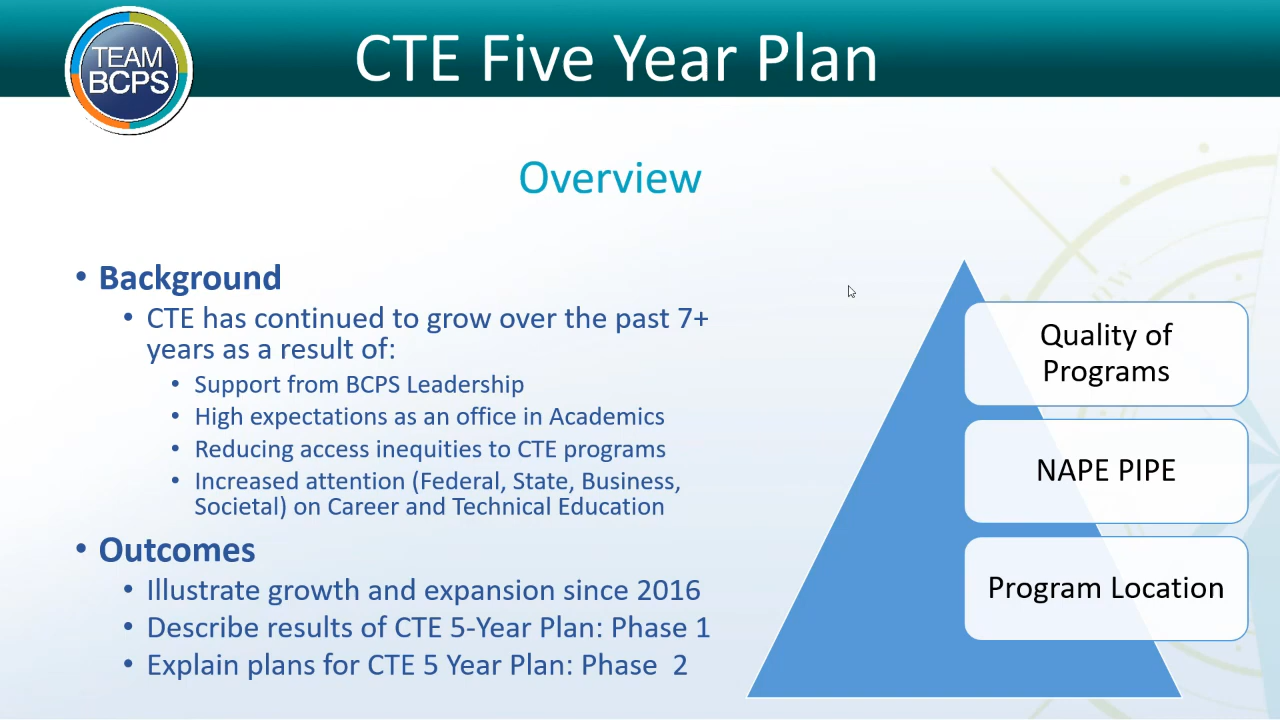 TEAM
BCPS
CTE Five Year Plan
Overview
• Background
• CTE has continued to grow over the past 7+
years as a result of:
• Support from BCPS Leadership
• High expectations as an office in Academics
• Reducing access inequities to CTE programs
• Increased attention (Federal, State, Business,
Societal) on Career and Technical Education
• Outcomes
• Illustrate growth and expansion since 2016
• Describe results of CTE 5-Year Plan: Phase 1
• Explain plans for CTE 5 Year Plan: Phase  2
Quality of
Programs
NAPE PIPE
Program Location